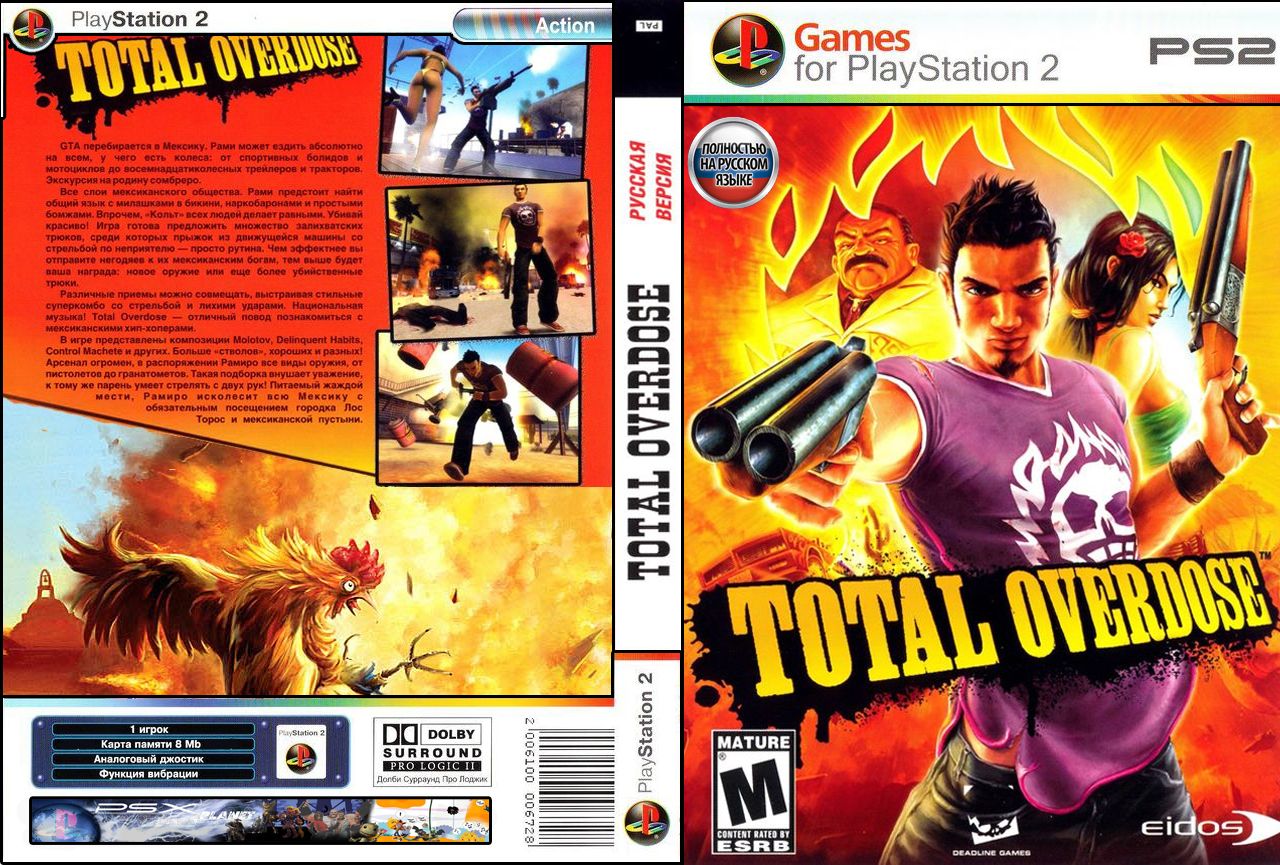 PlayStation 2
Action
TOTAL OVERDOSE
GTA перебирается в Мексику. Рами может ездить абсолютно
на всем, у чего есть колеса: от спортивных болидов и
мотоциклов до восемнадцатиколесных трейлеров и тракторов.
Экскурсия на родину сомбреро.
Все слои мексиканского общества. Рами предстоит найти
общий язык с милашками в бикини, наркобаронами и простыми
бомжами. Впрочем, «Кольт» всех людей делает равными. Убивай
красиво! Игра готова предложить множество залихватских
трюков, среди которых прыжок из движущейся машины со
стрельбой по неприятелю — просто рутина. Чем эффектнее вы
отправите негодяев к их мексиканским богам, тем выше будет
ваша награда: новое оружие или еще более убийственные
трюки.
Различные приемы можно совмещать, выстраивая стильные
суперкомбо со стрельбой и лихими ударами. Национальная
музыка! Total Overdose — отличный повод познакомиться с
мексиканскими хип-хоперами.
В игре представлены композиции Molotov, Delinquent Habits,
Control Machete и других. Больше «стволов», хороших и разных!
Арсенал огромен, в распоряжении Рамиро все виды оружия, от
пистолетов до гранатометов. Такая подборка внушает уважение,
к тому же парень умеет стрелять с двух рук! Питаемый жаждой
мести, Рамиро исколесит всю Мексику с
обязательным посещением городка Лос
Торос и мексиканской пустыни.
1 игрок
Карта памяти 8 Mb
Аналоговый джостик
Функция вибрации
PlayStation 2
DOLBY
SURROUND
PRO LOGIC II
Долби Сурраунд Про Лоджик
2 006100 006728
PSX PLANET
PAL
РУССКАЯ
ВЕРСИЯ
TOTAL OVERDOSE
PlayStation 2
Games
for PlayStation 2
PS2
ПОЛНОСТЬЮ
НА РУССКОМ
ЯЗЫКЕ
TOTAL OVERDOSE™
MATURE
M
CONTENT RATED BY
ESRB
DEADLINE GAMES
eidos